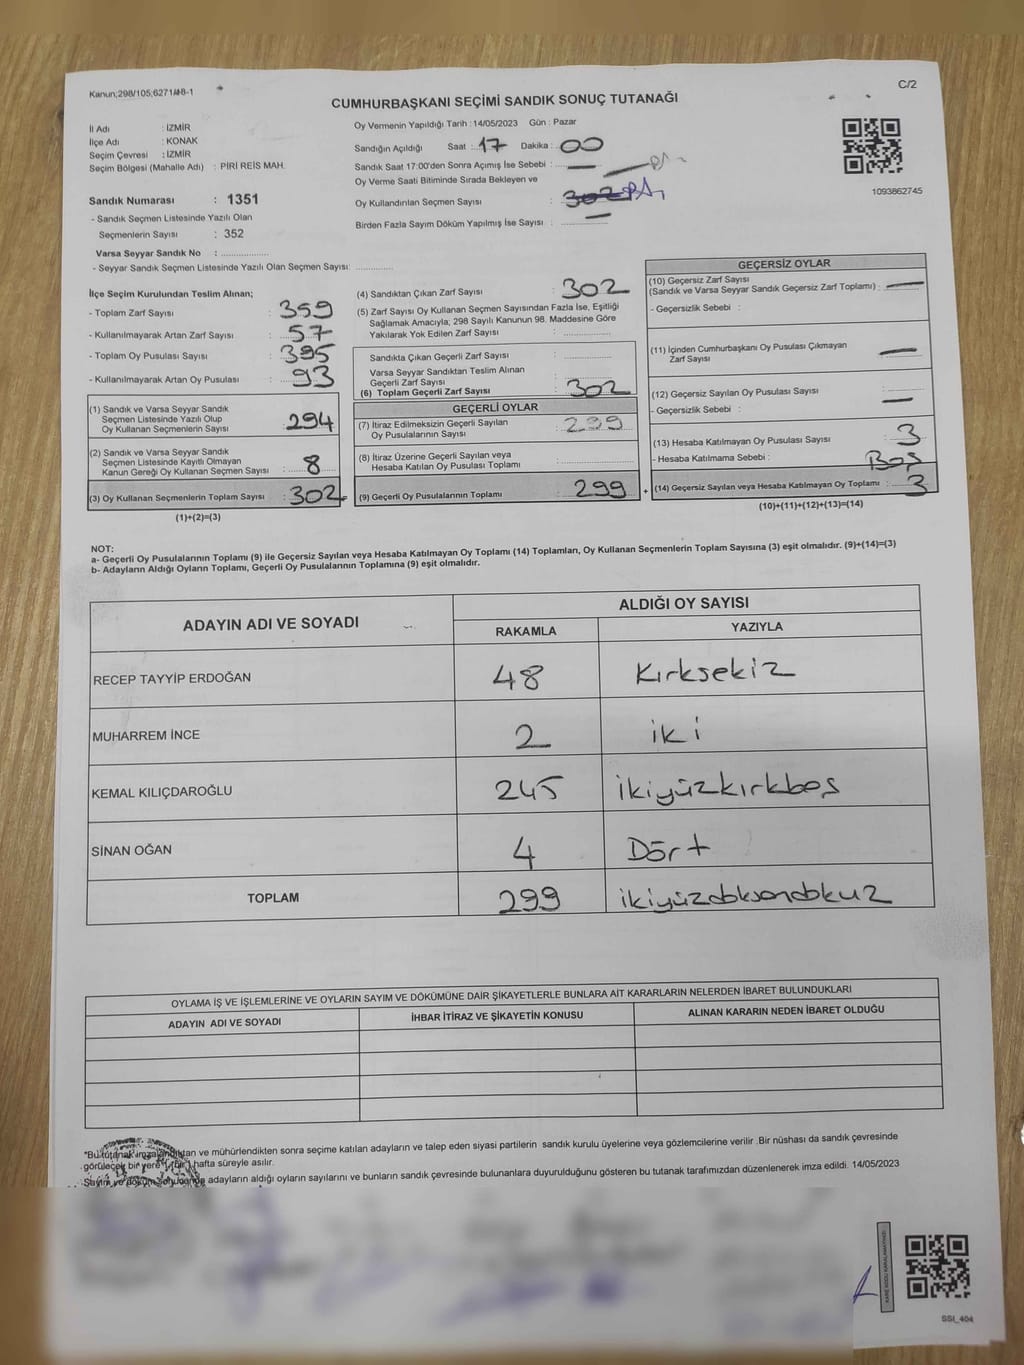 Kanun;298/105;6271/48-1
C/2
CUMHURBAŞKANI SEÇİMİ SANDIK SONUÇ TUTANAĞI
İl Adı : İZMİR
İlçe Adı : KONAK
Seçim Çevresi : İZMİR
Seçim Bölgesi (Mahalle Adı) : PİRİ REİS MAH.
Sandık Numarası : 1351
- Sandık Seçmen Listesinde Yazılı Olan
Seçmenlerin Sayısı : 352
Varsa Seyyar Sandık No :
- Seyyar Sandık Seçmen Listesinde Yazılı Olan Seçmen Sayısı:
Oy Vermenin Yapıldığı Tarih : 14/05/2023 Gün : Pazar
Sandığın Açıldığı Saat : 17 Dakika : 00
Sandık Saat 17:00'den Sonra Açımış İse Sebebi : —
Oy Verme Saati Bitiminde Sırada Bekleyen ve
Oy Kullandırılan Seçmen Sayısı : 302
Birden Fazla Sayım Döküm Yapılmış İse Sayısı : —
1093862745
İlçe Seçim Kurulundan Teslim Alınan;
- Toplam Zarf Sayısı : 359
- Kullanılmayarak Artan Zarf Sayısı : 57
- Toplam Oy Pusulası Sayısı : 395
- Kullanılmayarak Artan Oy Pusulası : 93
(1) Sandık ve Varsa Seyyar Sandık
Seçmen Listesinde Yazılı Olup
Oy Kullanan Seçmenlerin Sayısı : 294
(2) Sandık ve Varsa Seyyar Sandık
Seçmen Listesinde Kayıtlı Olmayan
Kanun Gereği Oy Kullanan Seçmen Sayısı : 8
(3) Oy Kullanan Seçmenlerin Toplam Sayısı : 302
(1)+(2)=(3)
(4) Sandıktan Çıkan Zarf Sayısı : 302
(5) Zarf Sayısı Oy Kullanan Seçmen Sayısından Fazla İse, Eşitliği
Sağlamak Amacıyla, 298 Sayılı Kanunun 98. Maddesine Göre
Yakılarak Yok Edilen Zarf Sayısı :
Sandıkta Çıkan Geçerli Zarf Sayısı :
Varsa Seyyar Sandıktan Teslim Alınan
Geçerli Zarf Sayısı :
(6) Toplam Geçerli Zarf Sayısı : 302
GEÇERLİ OYLAR
(7) İtiraz Edilmeksizin Geçerli Sayılan
Oy Pusulalarının Sayısı : 299
(8) İtiraz Üzerine Geçerli Sayılan veya
Hesaba Katılan Oy Pusulası Toplamı :
(9) Geçerli Oy Pusulalarının Toplamı : 299
+
GEÇERSİZ OYLAR
(10) Geçersiz Zarf Sayısı
(Sandık ve Varsa Seyyar Sandık Geçersiz Zarf Toplamı) : —
- Geçersizlik Sebebi :
(11) İçinden Cumhurbaşkanı Oy Pusulası Çıkmayan
Zarf Sayısı —
(12) Geçersiz Sayılan Oy Pusulası Sayısı : —
- Geçersizlik Sebebi :
(13) Hesaba Katılmayan Oy Pusulası Sayısı : 3
- Hesaba Katılmama Sebebi : Boş
(14) Geçersiz Sayılan veya Hesaba Katılmayan Oy Toplamı : 3
(10)+(11)+(12)+(13)=(14)
NOT:
a- Geçerli Oy Pusulalarının Toplamı (9) ile Geçersiz Sayılan veya Hesaba Katılmayan Oy Toplamı (14) Toplamları, Oy Kullanan Seçmenlerin Toplam Sayısına (3) eşit olmalıdır. (9)+(14)=(3)
b- Adayların Aldığı Oyların Toplamı, Geçerli Oy Pusulalarının Toplamına (9) eşit olmalıdır.
ADAYIN ADI VE SOYADI
ALDIĞI OY SAYISI
RAKAMLA YAZIYLA
RECEP TAYYİP ERDOĞAN 48 Kırksekiz
MUHARREM İNCE 2 iki
KEMAL KILIÇDAROĞLU 245 ikiyüzkırkbeş
SİNAN OĞAN 4 Dört
TOPLAM 299 ikiyüzdoksandokuz
OYLAMA İŞ VE İŞLEMLERİNE VE OYLARIN SAYIM VE DÖKÜMÜNE DAİR ŞİKAYETLERLE BUNLARA AİT KARARLARIN NELERDEN İBARET BULUNDUKLARI
ADAYIN ADI VE SOYADI İHBAR İTİRAZ VE ŞİKAYETİN KONUSU ALINAN KARARIN NEDEN İBARET OLDUĞU
*Bu tutanak imzalandıktan ve mühürlendikten sonra seçime katılan adayların ve talep eden siyasi partilerin sandık kurulu üyelerine veya gözlemcilerine verilir .Bir nüshası da sandık çevresinde
görülecek bir yere 1 (bir) hafta süreyle asılır.
Sayım ve döküm sonucunda adayların aldığı oyların sayılarını ve bunların sandık çevresinde bulunanlara duyurulduğunu gösteren bu tutanak tarafımızdan düzenlenerek imza edildi. 14/05/2023
KARE KODU KARALAMAYINIZ!
SSI_404